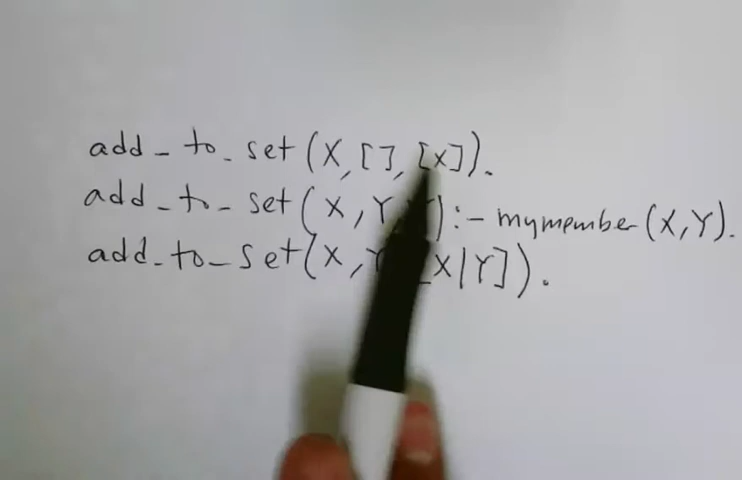 add_to_set(X,[],[X]).
add_to_set(X,Y, ):-mymember(X,Y).
add_to_set(X,Y [X|Y]).